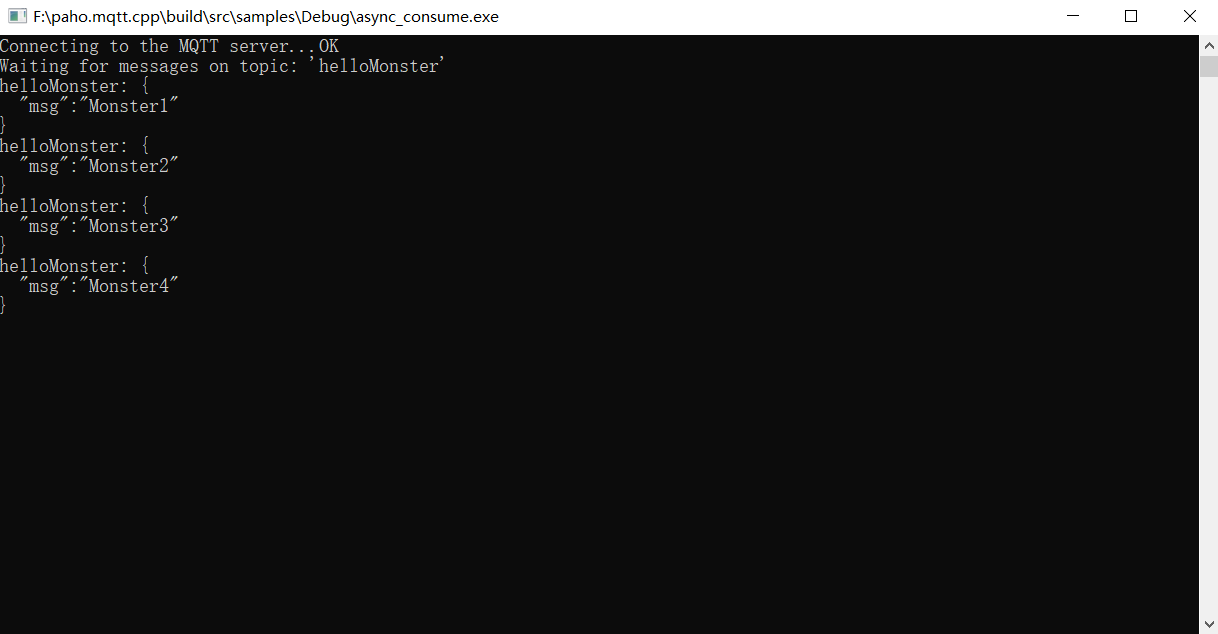 F:\paho.mqtt.cpp\build\src\samples\Debug\async_consume.exe
Connecting to the MQTT server...OK
Waiting for messages on topic: 'helloMonster'
helloMonster: {
  "msg":"Monster1"
}
helloMonster: {
  "msg":"Monster2"
}
helloMonster: {
  "msg":"Monster3"
}
helloMonster: {
  "msg":"Monster4"
}